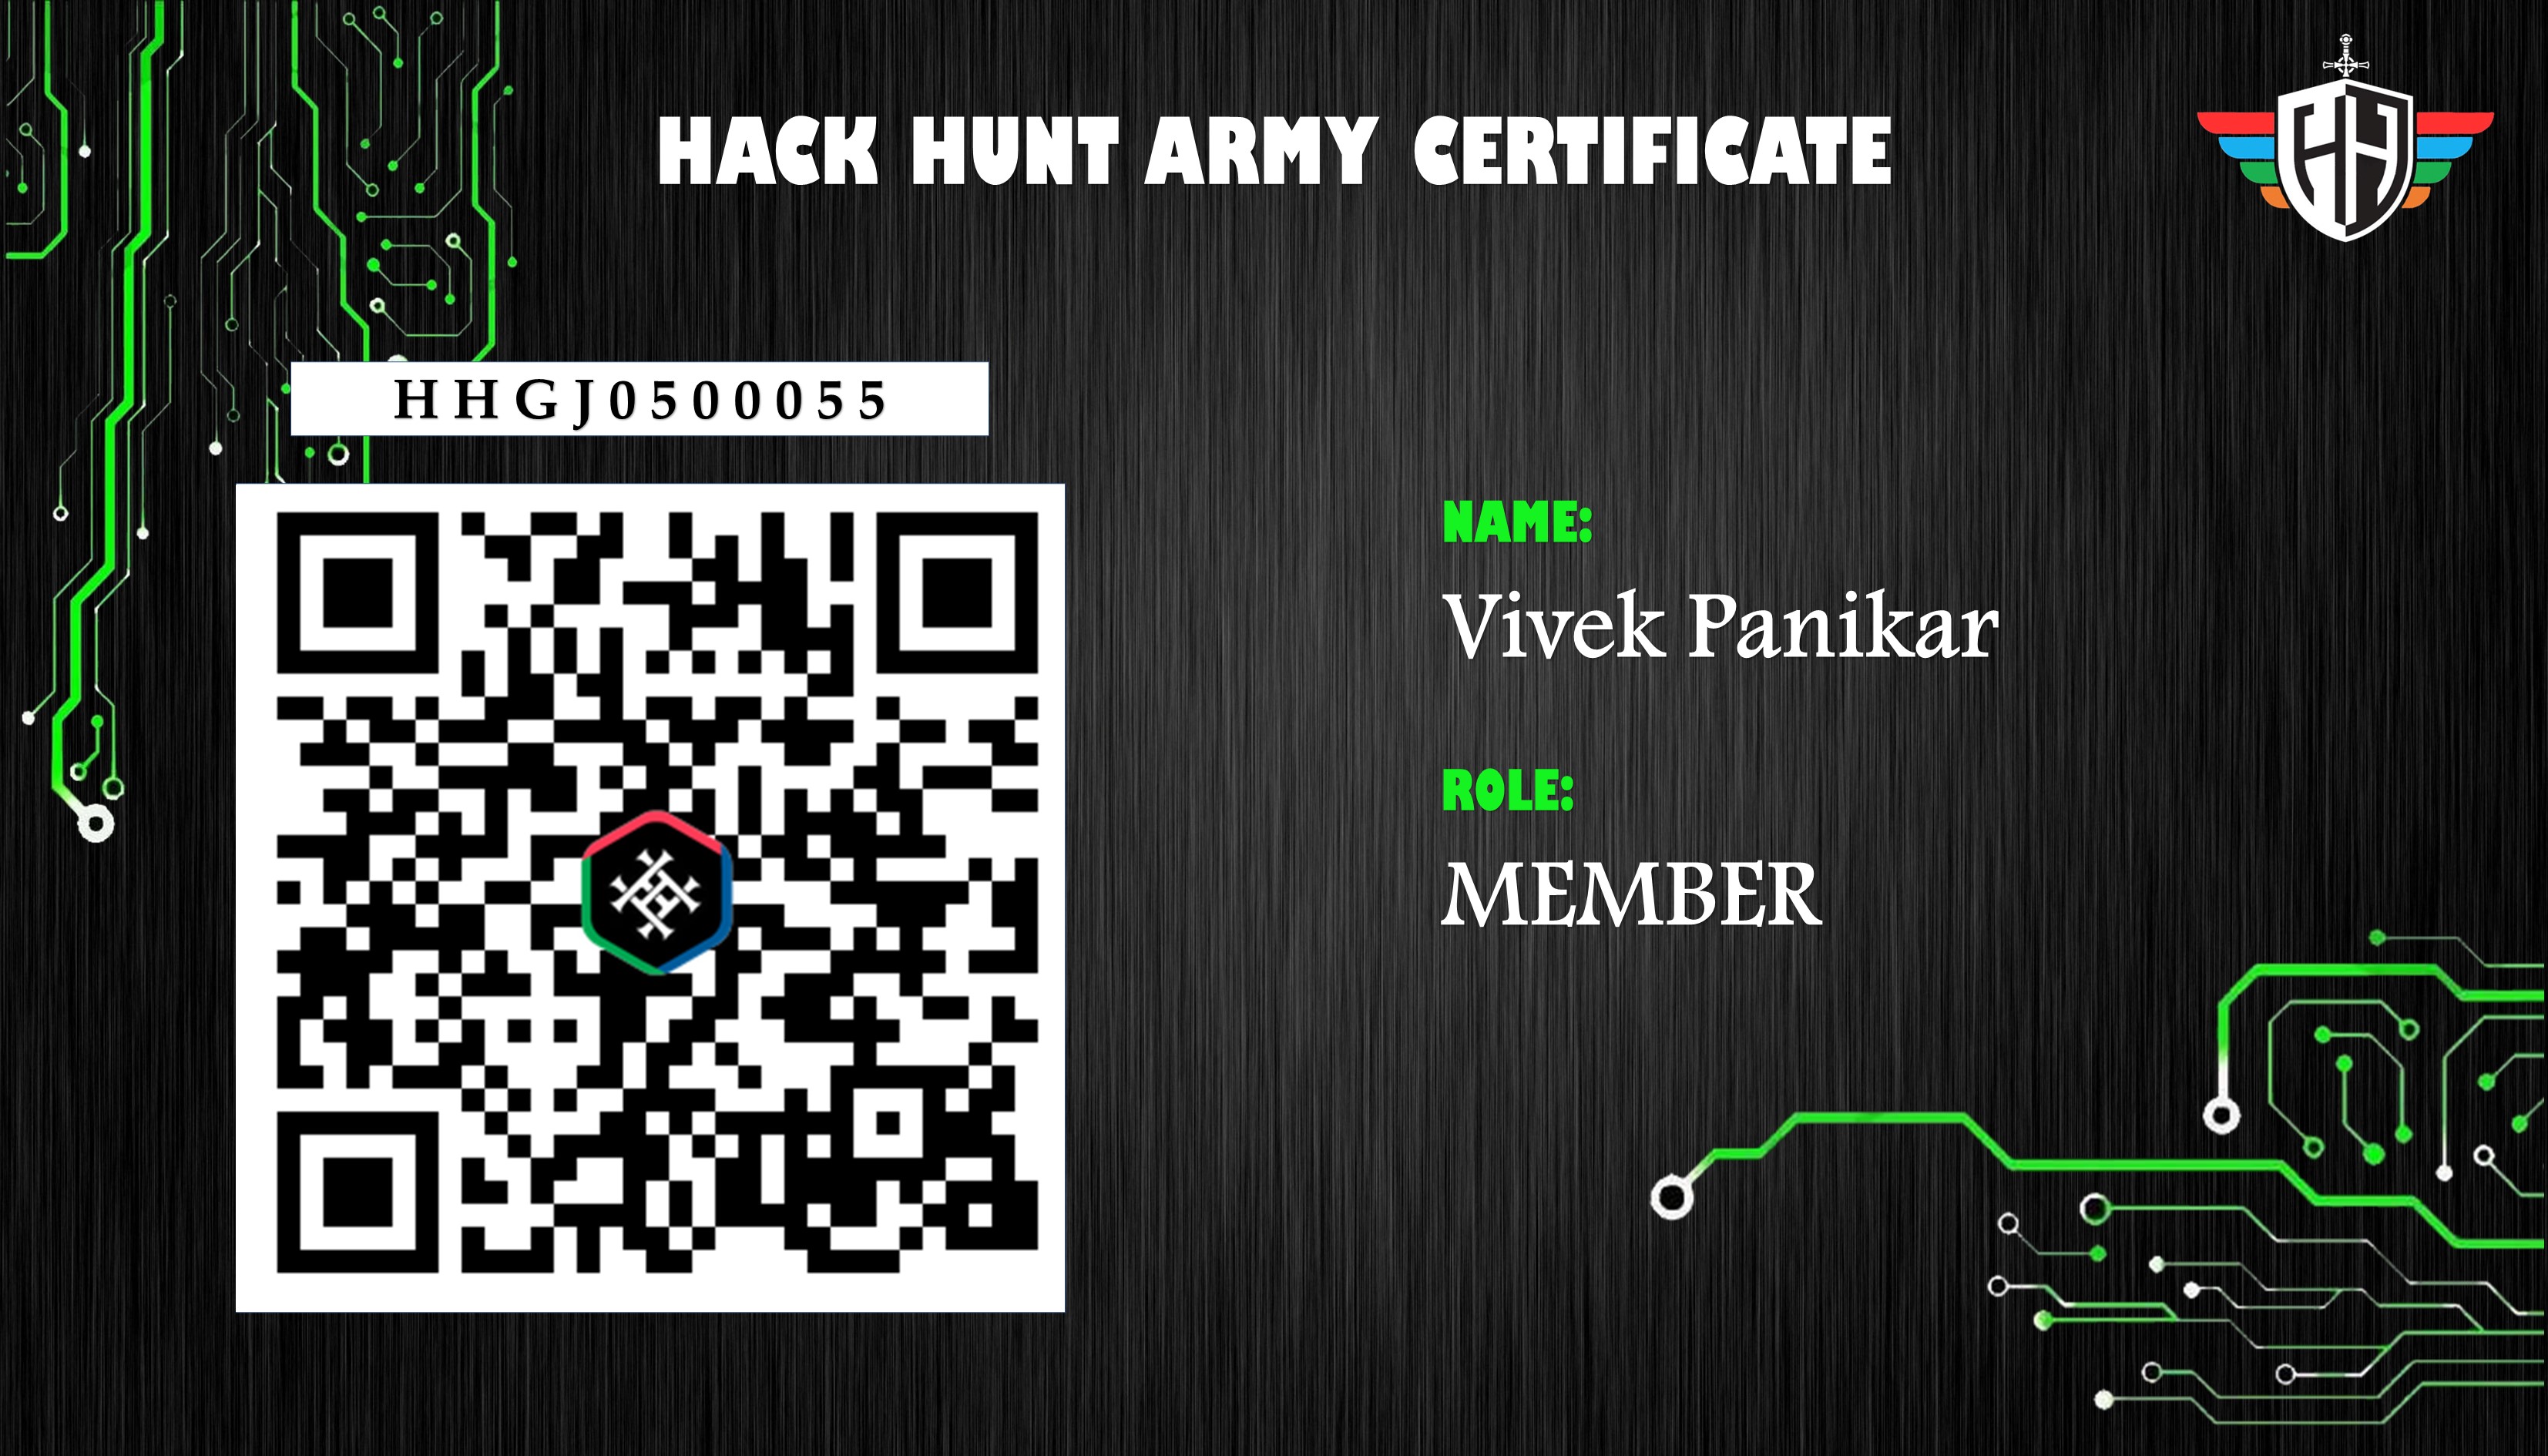 HACK HUNT ARMY CERTIFICATE
HHGJ0500055
NAME:
Vivek Panikar
ROLE:
MEMBER